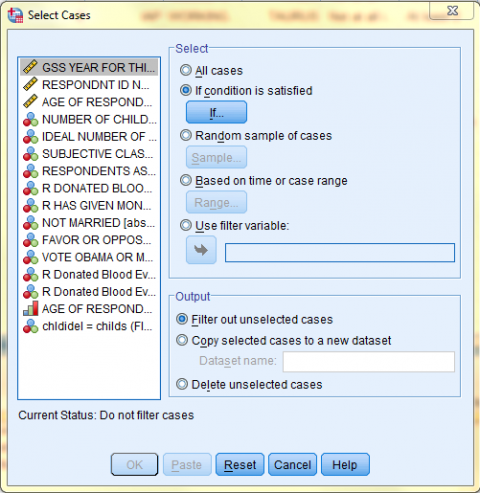 Select Cases
GSS YEAR FOR THI...
RESPONDNT ID N...
AGE OF RESPOND...
NUMBER OF CHILD...
IDEAL NUMBER OF ...
SUBJECTIVE CLAS...
RESPONDENTS AS...
R DONATED BLOO...
R HAS GIVEN MON...
NOT MARRIED [abs...
FAVOR OR OPPOS...
VOTE OBAMA OR M...
R Donated Blood Ev...
R Donated Blood Ev...
AGE OF RESPOND...
chldidel = childs (FI...
Select
All cases
If condition is satisfied
If...
Random sample of cases
Sample...
Based on time or case range
Range...
Use filter variable:
Output
Filter out unselected cases
Copy selected cases to a new dataset
Dataset name:
Delete unselected cases
Current Status: Do not filter cases
OK Paste Reset Cancel Help